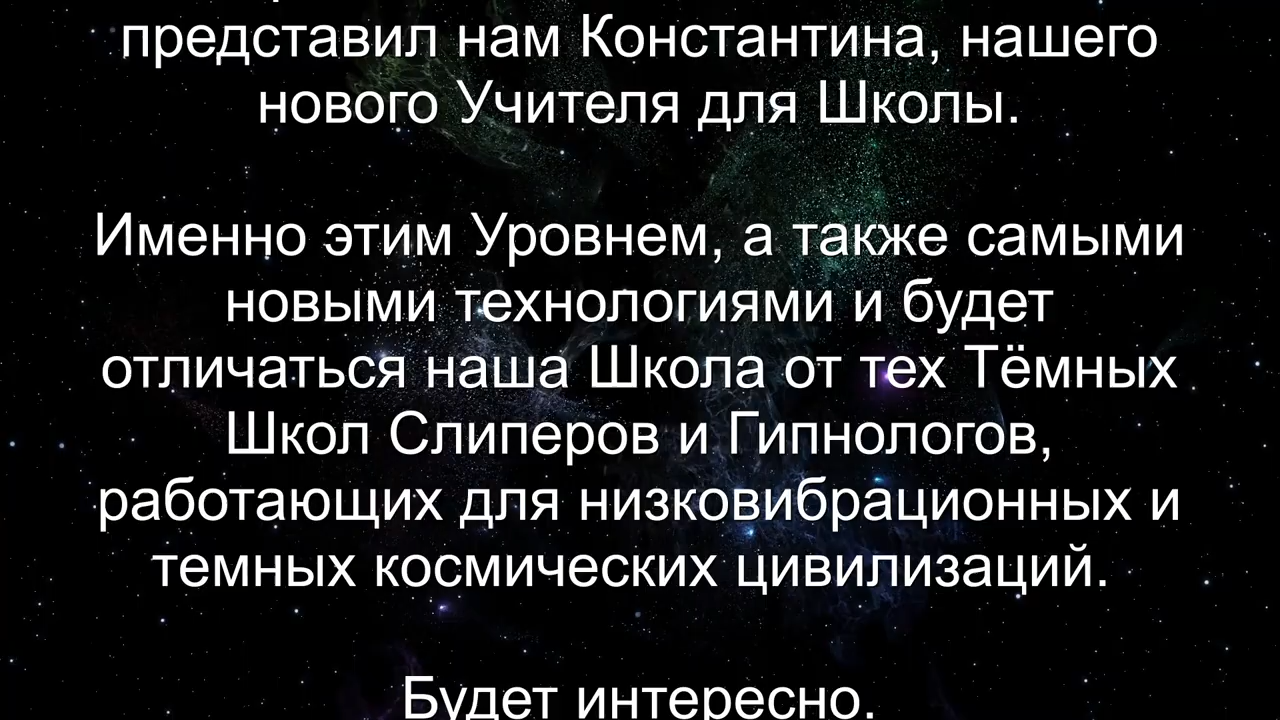 представил нам Константина, нашего
нового Учителя для Школы.
Именно этим Уровнем, а также самыми
новыми технологиями и будет
отличаться наша Школа от тех Тёмных
Школ Слиперов и Гипнологов,
работающих для низковибрационных и
темных космических цивилизаций.
Будет интересно.